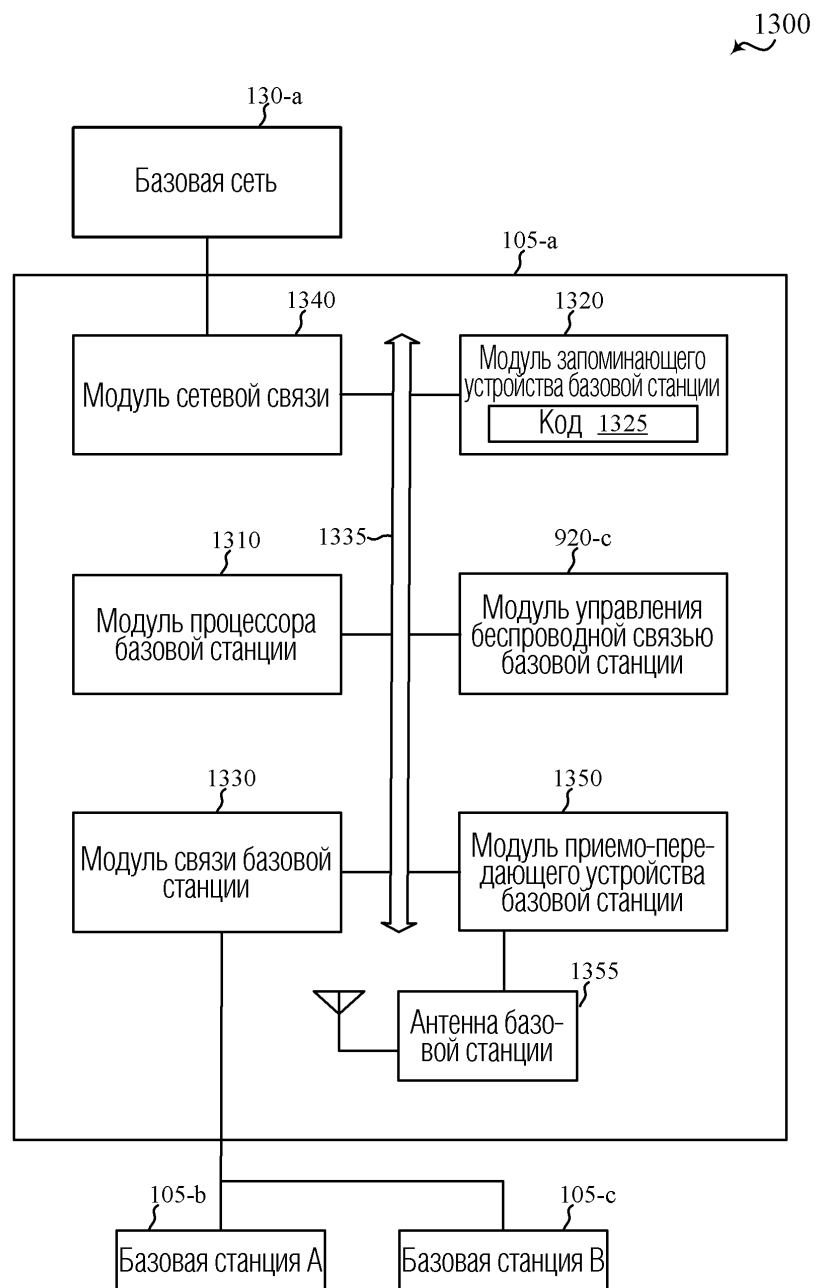 1300
130-a
Базовая сеть
105-a
1340
Модуль сетевой связи
1320
Модуль запоминающего
устройства базовой станции
Код 1325
1335
1310
Модуль процессора
базовой станции
920-c
Модуль управления
беспроводной связью
базовой станции
1330
Модуль связи базовой
станции
1350
Модуль приемо-пере-
дающего устройства
базовой станции
1355
Антенна базо-
вой станции
105-b
Базовая станция А
105-c
Базовая станция В